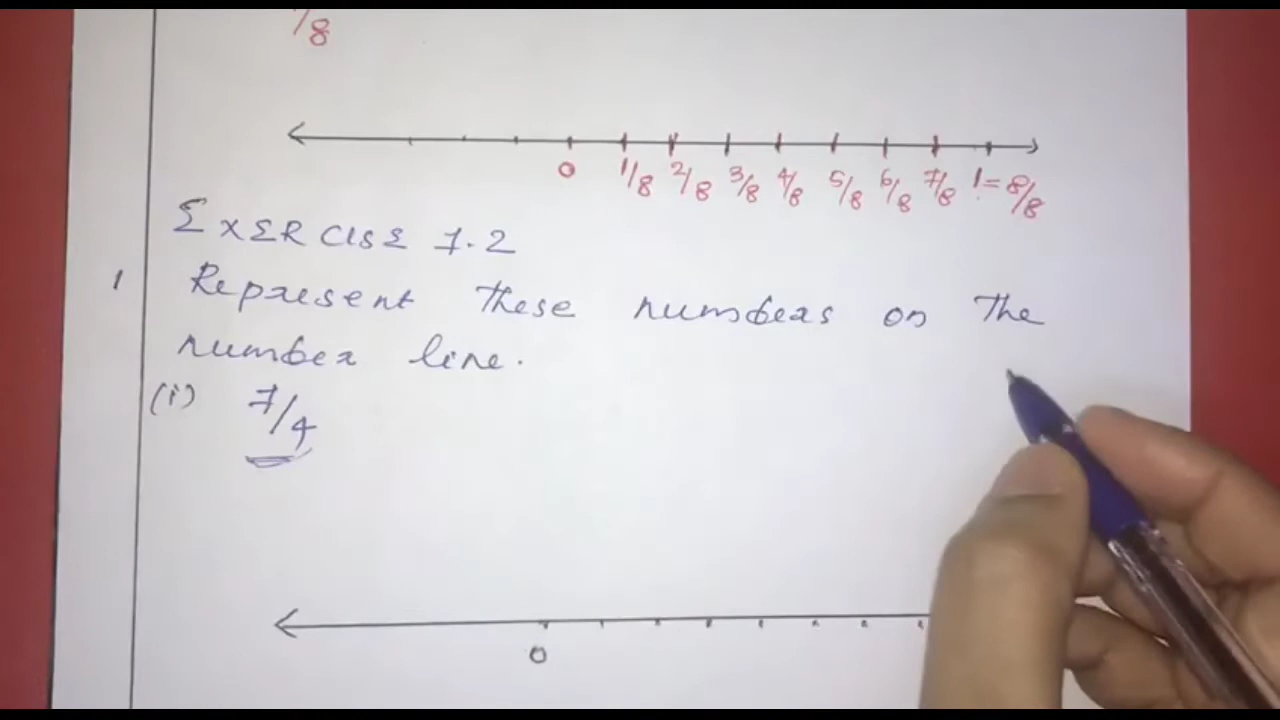 /8
0 1/8 2/8 3/8 4/8 5/8 6/8 7/8 1=8/8
ExERCISE 7.2
1 Represent these numbers on the
number line.
(i) 7/4
0